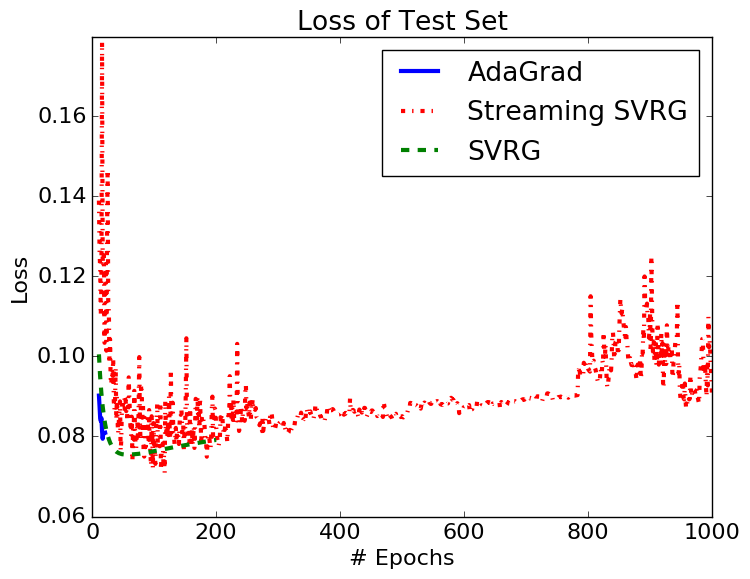 Loss of Test Set
AdaGrad
Streaming SVRG
SVRG
Loss
0.16
0.14
0.12
0.10
0.08
0.06
0 200 400 600 800 1000
# Epochs